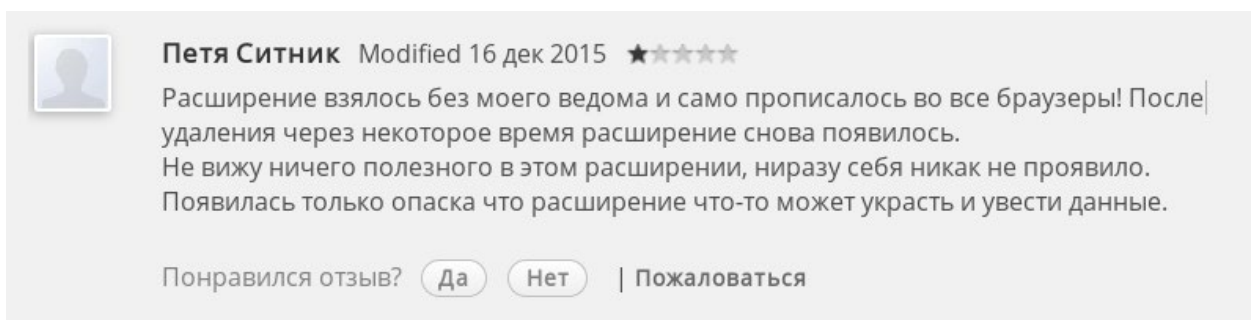 Петя Ситник Modified 16 дек 2015
Расширение взялось без моего ведома и само прописалось во все браузеры! После
удаления через некоторое время расширение снова появилось.
Не вижу ничего полезного в этом расширении, ниразу себя никак не проявило.
Появилась только опаска что расширение что-то может украсть и увести данные.
Понравился отзыв? Да Нет | Пожаловаться